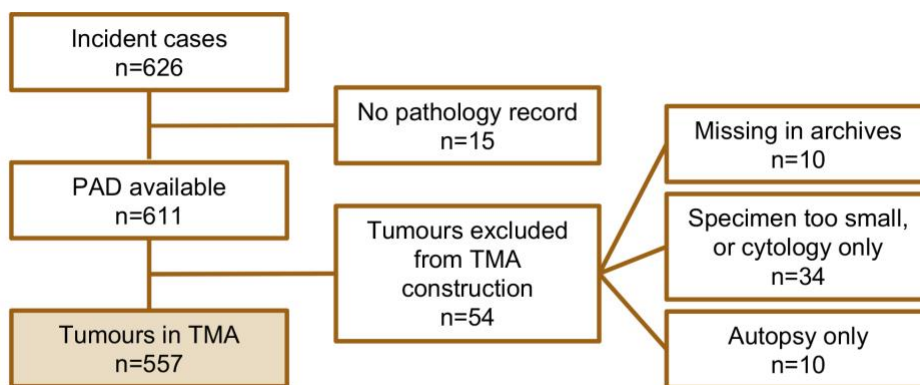 Incident cases
n=626
No pathology record
n=15
PAD available
n=611
Tumours excluded
from TMA
construction
n=54
Missing in archives
n=10
Specimen too small,
or cytology only
n=34
Autopsy only
n=10
Tumours in TMA
n=557